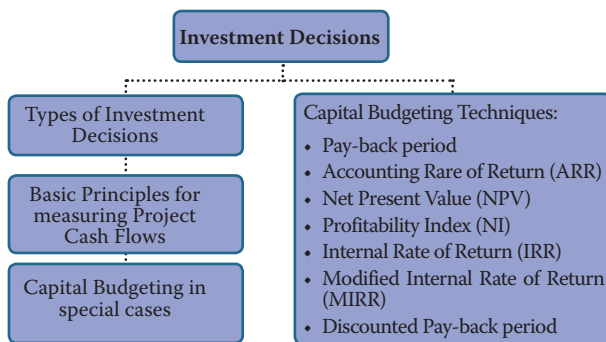 Investment Decisions
Types of Investment
Decisions
Basic Principles for
measuring Project
Cash Flows
Capital Budgeting in
special cases
Capital Budgeting Techniques:
• Pay-back period
• Accounting Rare of Return (ARR)
• Net Present Value (NPV)
• Profitability Index (NI)
• Internal Rate of Return (IRR)
• Modified Internal Rate of Return
(MIRR)
• Discounted Pay-back period